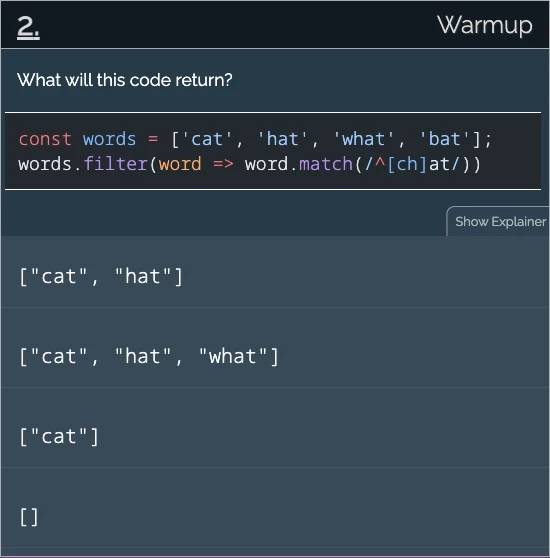 2.
Warmup
What will this code return?
const words = ['cat', 'hat', 'what', 'bat'];
words.filter(word => word.match(/^[ch]at/))
Show Explainer
["cat", "hat"]
["cat", "hat", "what"]
["cat"]
[]